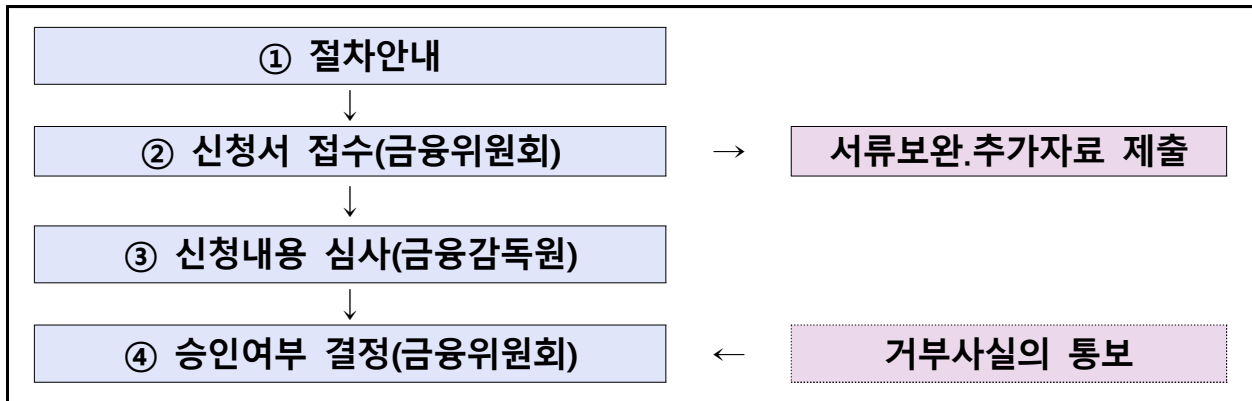 ① 절차안내
↓
② 신청서 접수(금융위원회) → 서류보완.추가자료 제출
↓
③ 신청내용 심사(금융감독원)
↓
④ 승인여부 결정(금융위원회) ← 거부사실의 통보